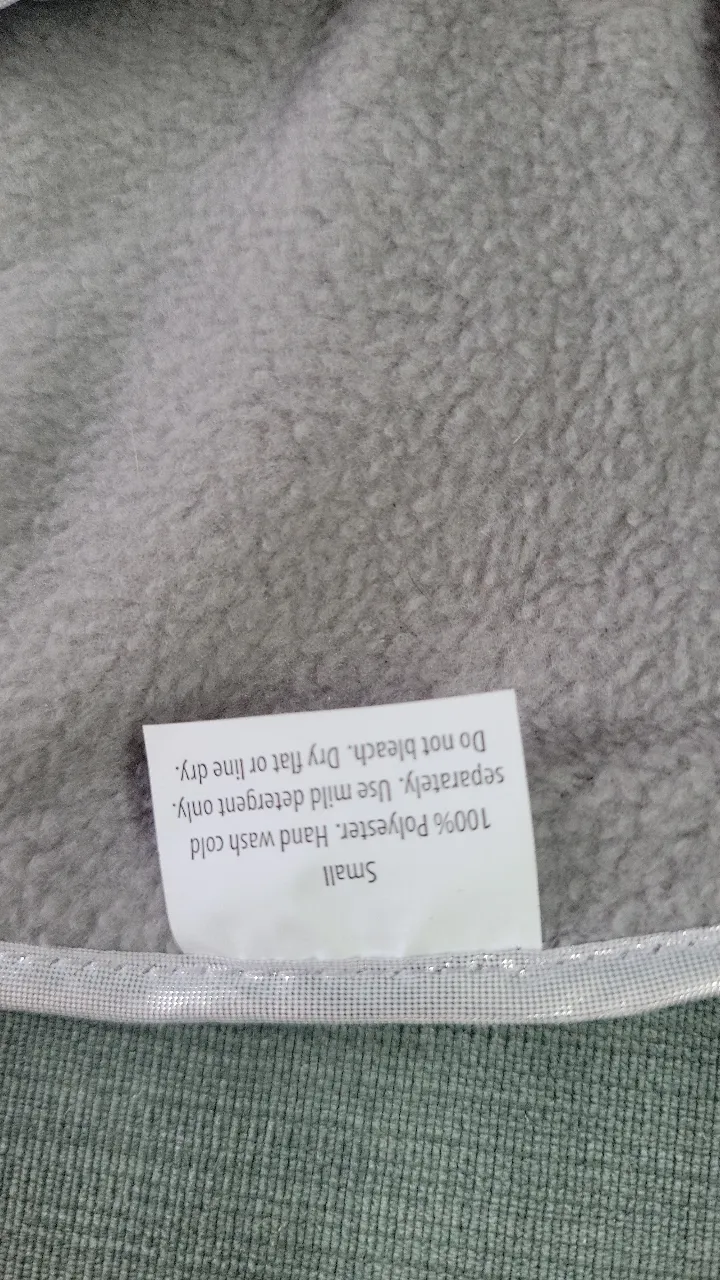 Small
100% Polyester. Hand wash cold
separately. Use mild detergent only.
Do not bleach. Dry flat or line dry.